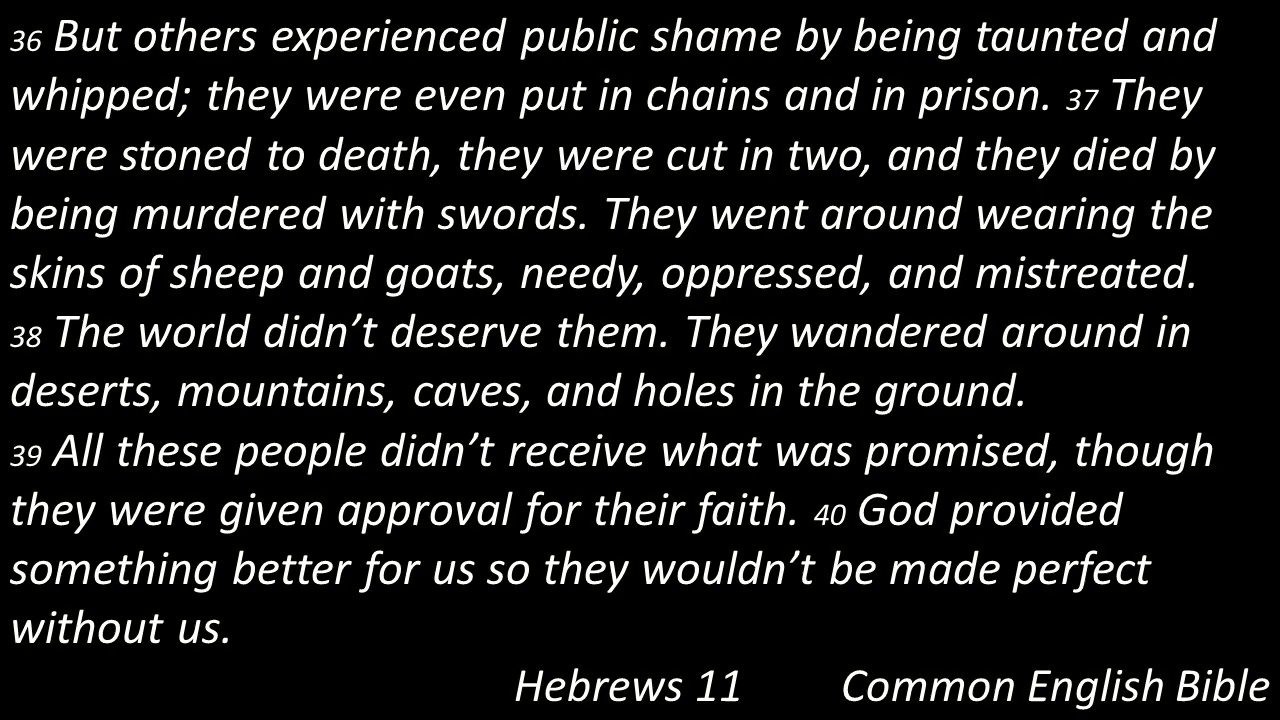 36 But others experienced public shame by being taunted and
whipped; they were even put in chains and in prison. 37 They
were stoned to death, they were cut in two, and they died by
being murdered with swords. They went around wearing the
skins of sheep and goats, needy, oppressed, and mistreated.
38 The world didn’t deserve them. They wandered around in
deserts, mountains, caves, and holes in the ground.
39 All these people didn’t receive what was promised, though
they were given approval for their faith. 40 God provided
something better for us so they wouldn’t be made perfect
without us.
Hebrews 11 Common English Bible